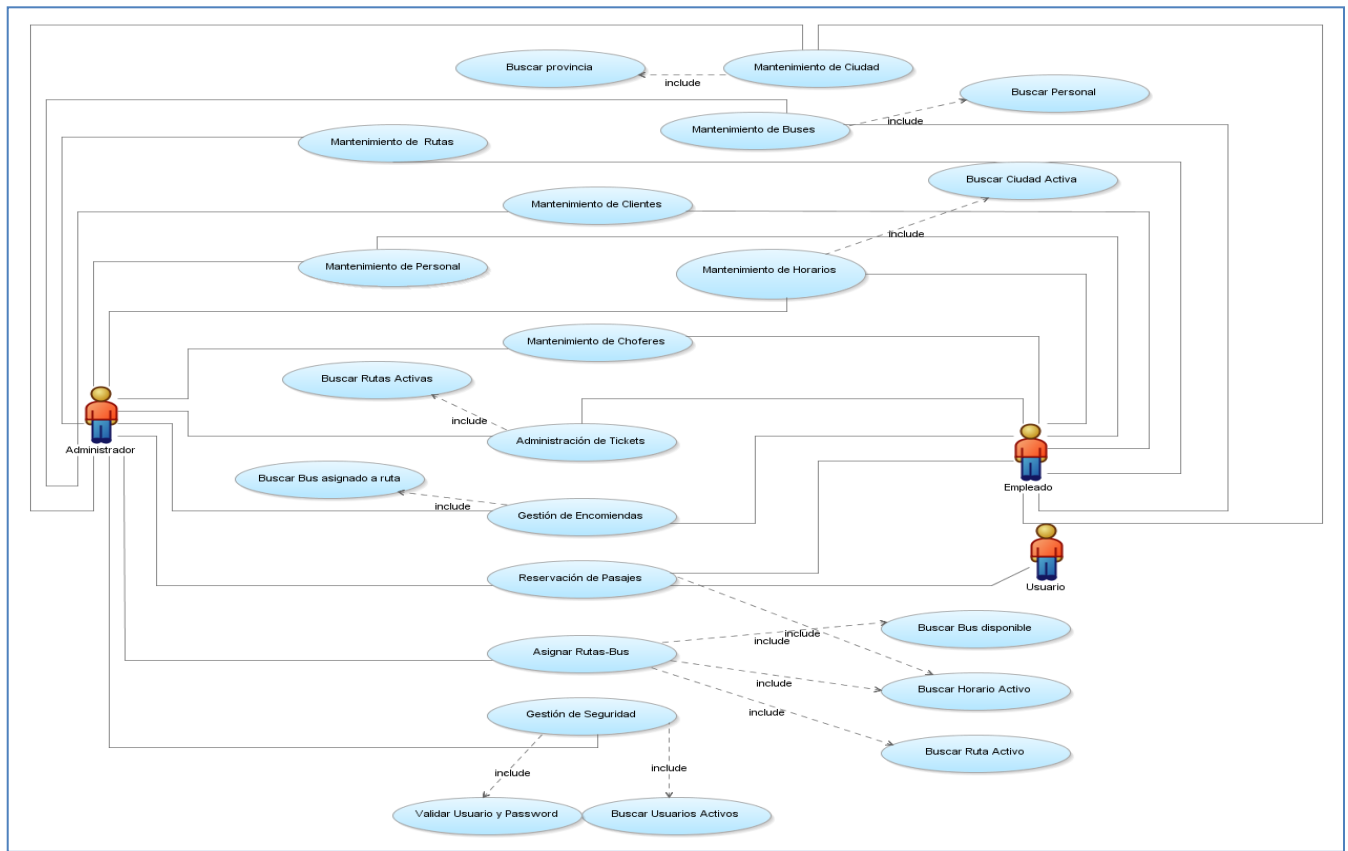 Buscar provincia
Mantenimiento de Ciudad
include
Buscar Personal
Mantenimiento de Buses
include
Mantenimiento de Rutas
Buscar Ciudad Activa
Mantenimiento de Clientes
include
Mantenimiento de Personal
Mantenimiento de Horarios
Mantenimiento de Choferes
Buscar Rutas Activas
include
Administración de Tickets
Administrador
Buscar Bus asignado a ruta
Empleado
include
Gestión de Encomiendas
Reservación de Pasajes
Usuario
Buscar Bus disponible
include
include
Asignar Rutas-Bus
include
Buscar Horario Activo
include
Gestión de Seguridad
Buscar Ruta Activo
include
include
Validar Usuario y Password
Buscar Usuarios Activos